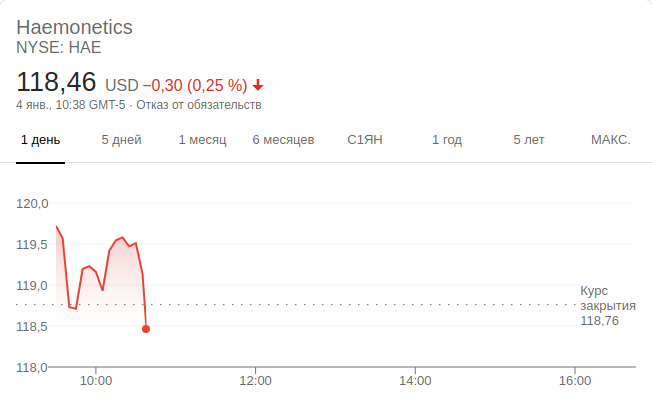 Haemonetics
NYSE: HAE
118,46 USD −0,30 (0,25 %)
4 янв., 10:38 GMT-5 · Отказ от обязательств
1 день 5 дней 1 месяц 6 месяцев С1ЯН 1 год 5 лет МАКС.
120,0
119,5
119,0
118,5
118,0
Курс
закрытия
118,76
10:00 12:00 14:00 16:00